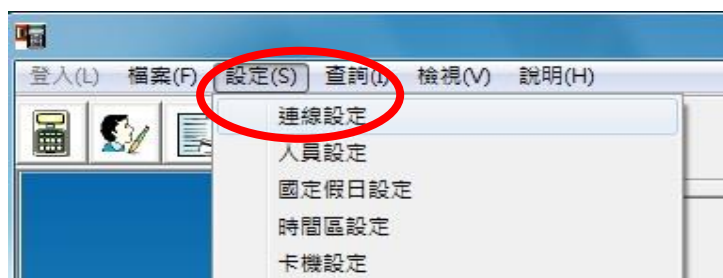 登入(L) 檔案(F) 設定(S) 查詢(I) 檢視(V) 說明(H)
連線設定
人員設定
國定假日設定
時間區設定
卡機設定